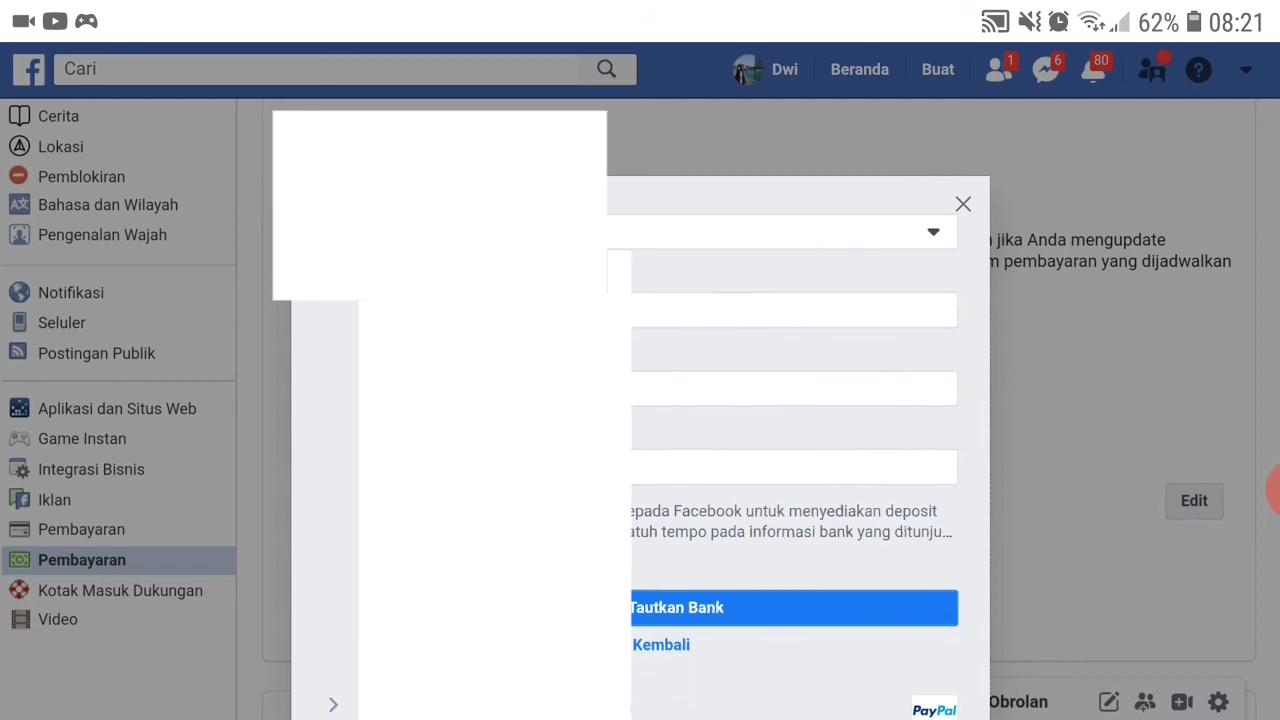 62% 08:21
Cari
Dwi
Beranda
Buat
1
6
80
Cerita
Lokasi
Pemblokiran
Bahasa dan Wilayah
Pengenalan Wajah
Notifikasi
Seluler
Postingan Publik
Aplikasi dan Situs Web
Game Instan
Integrasi Bisnis
Iklan
Pembayaran
Pembayaran
Kotak Masuk Dukungan
Video
jika Anda mengupdate
pembayaran yang dijadwalkan
Edit
epada Facebook untuk menyediakan deposit
atuh tempo pada informasi bank yang ditunju...
Tautkan Bank
Kembali
PayPal
Obrolan